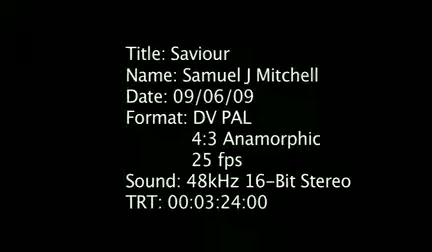 Title: Saviour
Name: Samuel J Mitchell
Date: 09/06/09
Format: DV PAL
4:3 Anamorphic
25 fps
Sound: 48kHz 16-Bit Stereo
TRT: 00:03:24:00